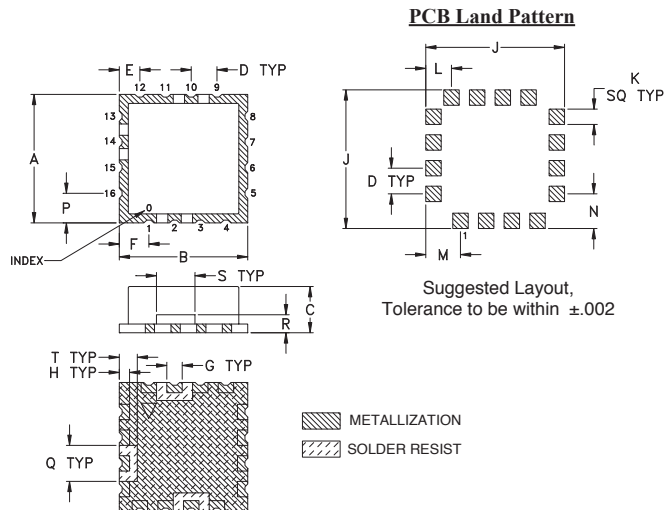 PCB Land Pattern
E
D TYP
12 11 10 9
13
14
15
16
8
7
6
5
A
P
0
1 2 3 4
F
B
INDEX
S TYP
C
R
T TYP
H TYP
G TYP
Q TYP
J
L
K
SQ TYP
J
D TYP
N
1
M
Suggested Layout,
Tolerance to be within ±.002
METALLIZATION
SOLDER RESIST